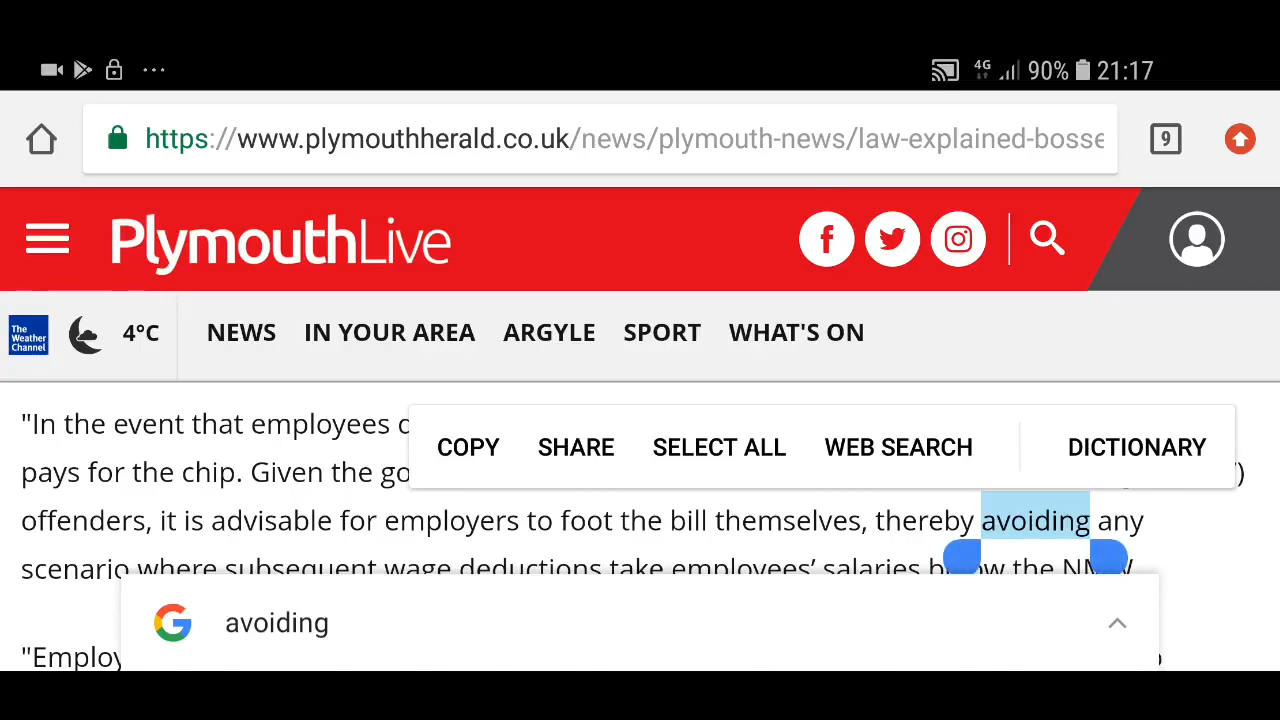 4G 90% 21:17
https://www.plymouthherald.co.uk/news/plymouth-news/law-explained-bosse
9
PlymouthLive
The Weather Channel
4°C NEWS IN YOUR AREA ARGYLE SPORT WHAT'S ON
"In the event that employees
COPY SHARE SELECT ALL WEB SEARCH DICTIONARY
pays for the chip. Given the )
offenders, it is advisable for employers to foot the bill themselves, thereby avoiding any
scenario where subsequent wage deductions take employees' salaries below the NMW
avoiding
"Employ